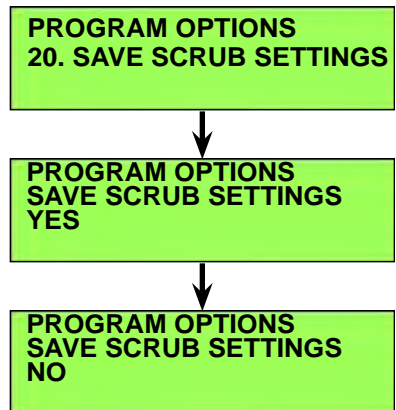 PROGRAM OPTIONS
20. SAVE SCRUB SETTINGS
PROGRAM OPTIONS
SAVE SCRUB SETTINGS
YES
PROGRAM OPTIONS
SAVE SCRUB SETTINGS
NO